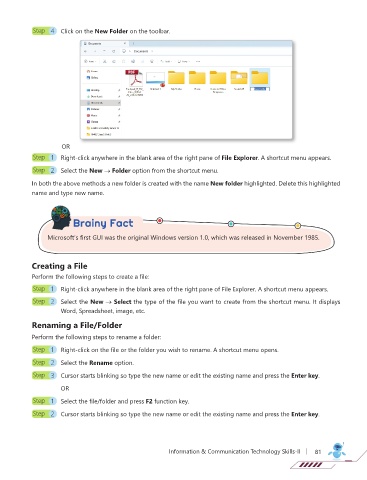 Step 4 Click on the New Folder on the toolbar.
OR
Step 1 Right-click anywhere in the blank area of the right pane of File Explorer. A shortcut menu appears.
Step 2 Select the New → Folder option from the shortcut menu.
In both the above methods a new folder is created with the name New folder highlighted. Delete this highlighted
name and type new name.
Brainy Fact
Microsoft's first GUI was the original Windows version 1.0, which was released in November 1985.
Creating a File
Perform the following steps to create a file:
Step 1 Right-click anywhere in the blank area of the right pane of File Explorer. A shortcut menu appears.
Step 2 Select the New → Select the type of file you want to create from the shortcut menu. It displays
Word, Spreadsheet, image, etc.
Renaming a File/Folder
Perform the following steps to rename a folder:
Step 1 Right-click on the file or the folder you wish to rename. A shortcut menu opens.
Step 2 Select the Rename option.
Step 3 Cursor starts blinking so type the new name or edit the existing name and press the Enter key.
OR
Step 1 Select the file/folder and press F2 function key.
Step 2 Cursor starts blinking so type the new name or edit the existing name and press the Enter key.
Information & Communication Technology Skills-II | 81